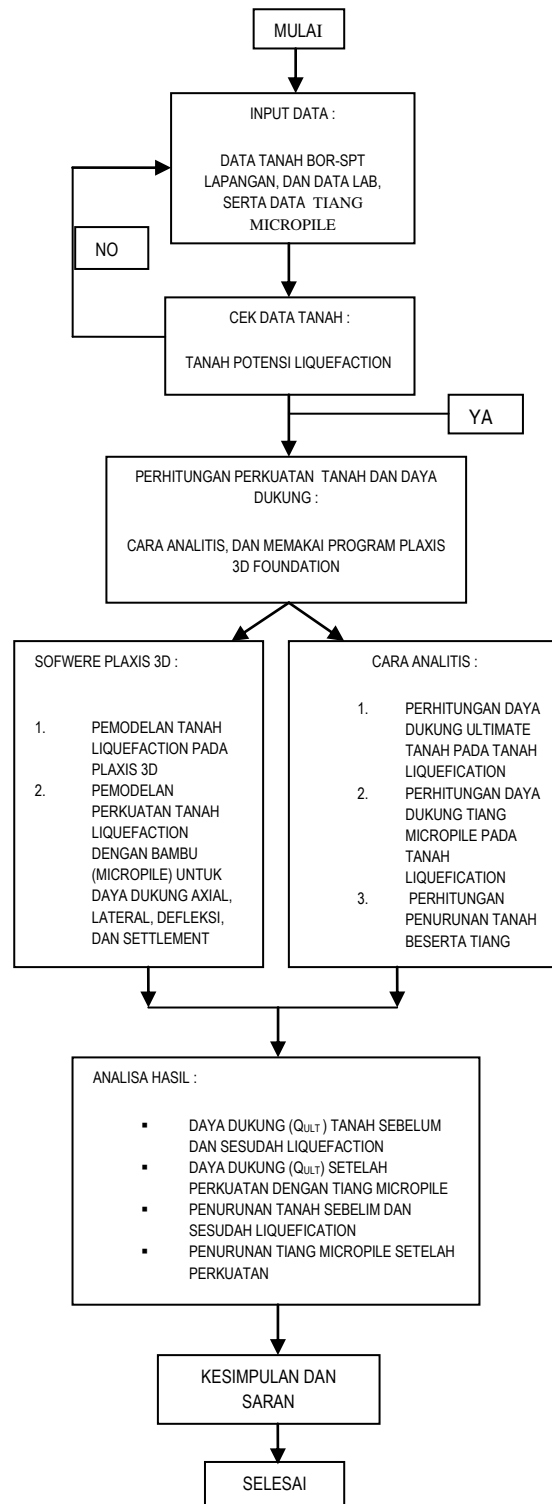 MULAI
INPUT DATA :
DATA TANAH BOR-SPT
LAPANGAN, DAN DATA LAB,
SERTA DATA TIANG
MICROPILE
NO
CEK DATA TANAH :
TANAH POTENSI LIQUEFACTION
YA
PERHITUNGAN PERKUATAN TANAH DAN DAYA
DUKUNG :
CARA ANALITIS, DAN MEMAKAI PROGRAM PLAXIS
3D FOUNDATION
SOFWERE PLAXIS 3D :
1. PEMODELAN TANAH
LIQUEFACTION PADA
PLAXIS 3D
2. PEMODELAN
PERKUATAN TANAH
LIQUEFACTION
DENGAN BAMBU
(MICROPILE) UNTUK
DAYA DUKUNG AXIAL,
LATERAL, DEFLEKSI,
DAN SETTLEMENT
CARA ANALITIS :
1. PERHITUNGAN DAYA
DUKUNG ULTIMATE
TANAH PADA TANAH
LIQUEFICATION
2. PERHITUNGAN DAYA
DUKUNG TIANG
MICROPILE PADA
TANAH
LIQUEFICATION
3. PERHITUNGAN
PENURUNAN TANAH
BESERTA TIANG
ANALISA HASIL :
▪ DAYA DUKUNG (QULT ) TANAH SEBELUM
DAN SESUDAH LIQUEFACTION
▪ DAYA DUKUNG (QULT) SETELAH
PERKUATAN DENGAN TIANG MICROPILE
▪ PENURUNAN TANAH SEBELIM DAN
SESUDAH LIQUEFICATION
▪ PENURUNAN TIANG MICROPILE SETELAH
PERKUATAN
KESIMPULAN DAN
SARAN
SELESAI